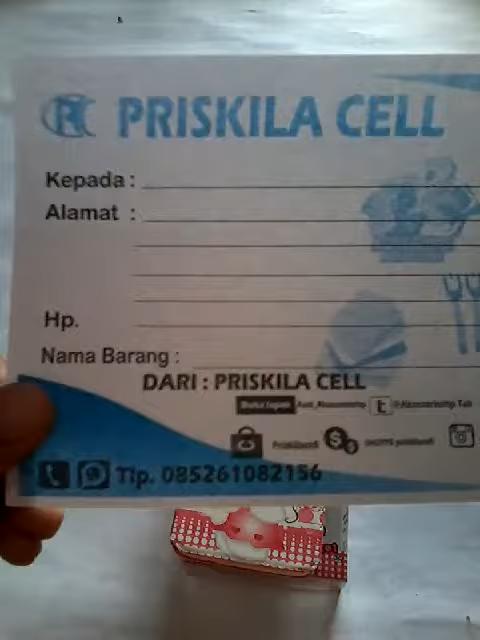 PRISKILA CELL
Kepada :
Alamat :
Hp.
Nama Barang :
DARI : PRISKILA CELL
Tlp. 085261082156